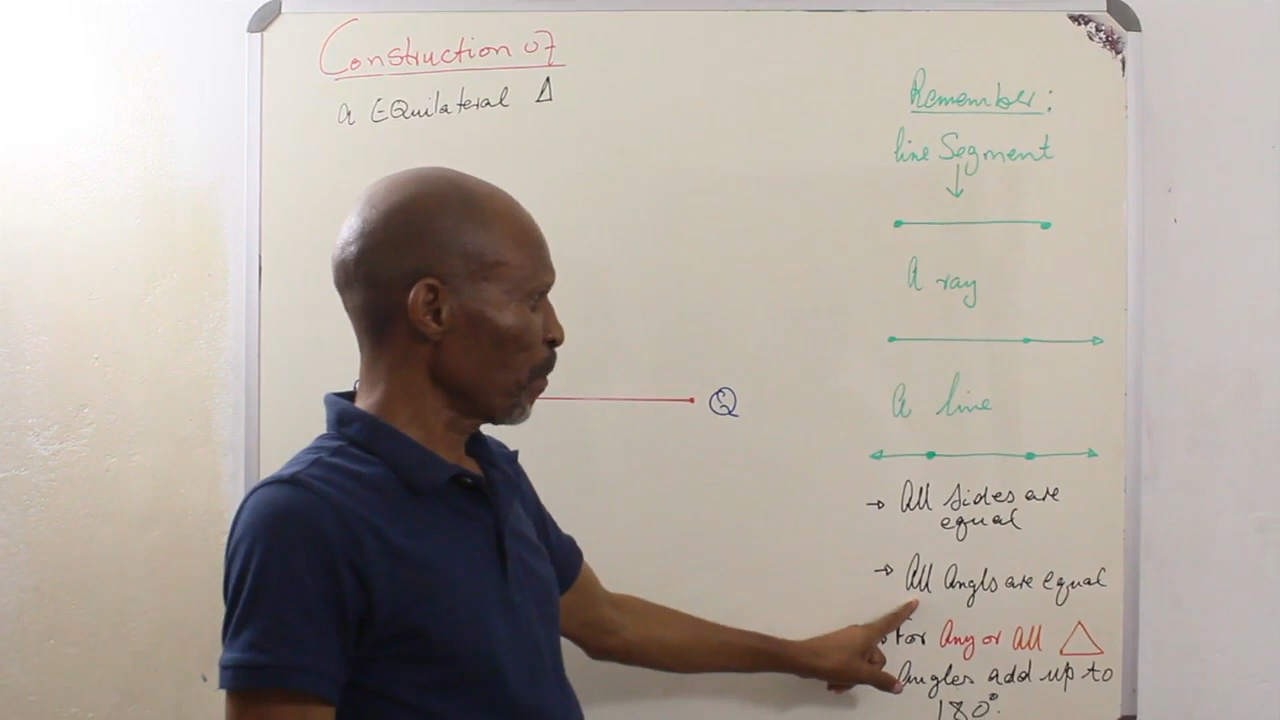 Construction of
a EQuilateral Δ
Remember:
line Segment
A ray
A line
Q
→ All sides are
equal
→ All Angls are equal
For Any or All △
Angles add up to
180°.